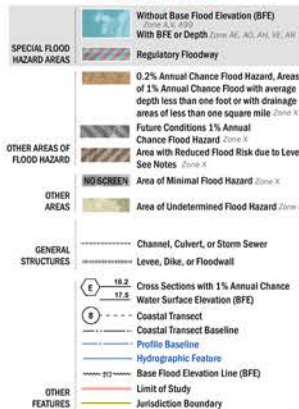 Without Base Flood Elevation (BFE)
Zone A,V, A99
With BFE or Depth Zone AE, AO, AH, VE, AR
SPECIAL FLOOD
HAZARD AREAS
Regulatory Floodway
0.2% Annual Chance Flood Hazard, Areas
of 1% Annual Chance Flood with average
depth less than one foot or with drainage
areas of less than one square mile Zone X
Future Conditions 1% Annual
Chance Flood Hazard Zone X
OTHER AREAS OF
FLOOD HAZARD
Area with Reduced Flood Risk due to Leve
See Notes Zone X
NO SCREEN Area of Minimal Flood Hazard Zone X
OTHER
AREAS
Area of Undetermined Flood Hazard Zone
GENERAL
STRUCTURES
Channel, Culvert, or Storm Sewer
Levee, Dike, or Floodwall
E 18.2 Cross Sections with 1% Annual Chance
17.5 Water Surface Elevation (BFE)
8 Coastal Transect
Coastal Transect Baseline
Profile Baseline
Hydrographic Feature
513 Base Flood Elevation Line (BFE)
OTHER
FEATURES
Limit of Study
Jurisdiction Boundary